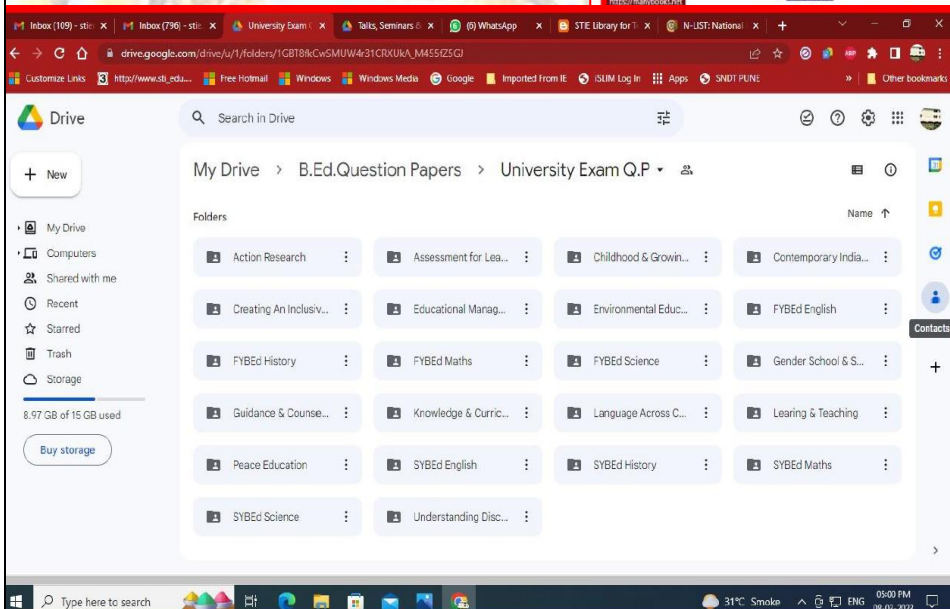 https://manybooks.net
Inbox (109) - stie
Inbox (796) - stie
University Exam
Talks, Seminars &
(6) WhatsApp
STIE Library for T
N-LIST: National
drive.google.com/drive/u/1/folders/1GBT8fkCwSMUW4r31CRXUkA_M455fZ5GJ
Customize Links
http://www.sti_edu....
Free Hotmail
Windows
Windows Media
Google
Imported From IE
iSLIM Log In
Apps
SNDT PUNE
»
Other bookmarks
Drive
Search in Drive
+ New
My Drive > B.Ed.Question Papers > University Exam Q.P
My Drive
Computers
Shared with me
Recent
Starred
Trash
Storage
8.97 GB of 15 GB used
Buy storage
Folders
Name ↑
Action Research
Assessment for Lea...
Childhood & Growin...
Contemporary India...
Creating An Inclusiv...
Educational Manag...
Environmental Educ...
FYBEd English
Contacts
FYBEd History
FYBEd Maths
FYBEd Science
Gender School & S...
Guidance & Counse...
Knowledge & Curric...
Language Across C...
Learing & Teaching
Peace Education
SYBEd English
SYBEd History
SYBEd Maths
SYBEd Science
Understanding Disc...
Type here to search
31°C Smoke
ENG
05:00 PM
08-03-2023